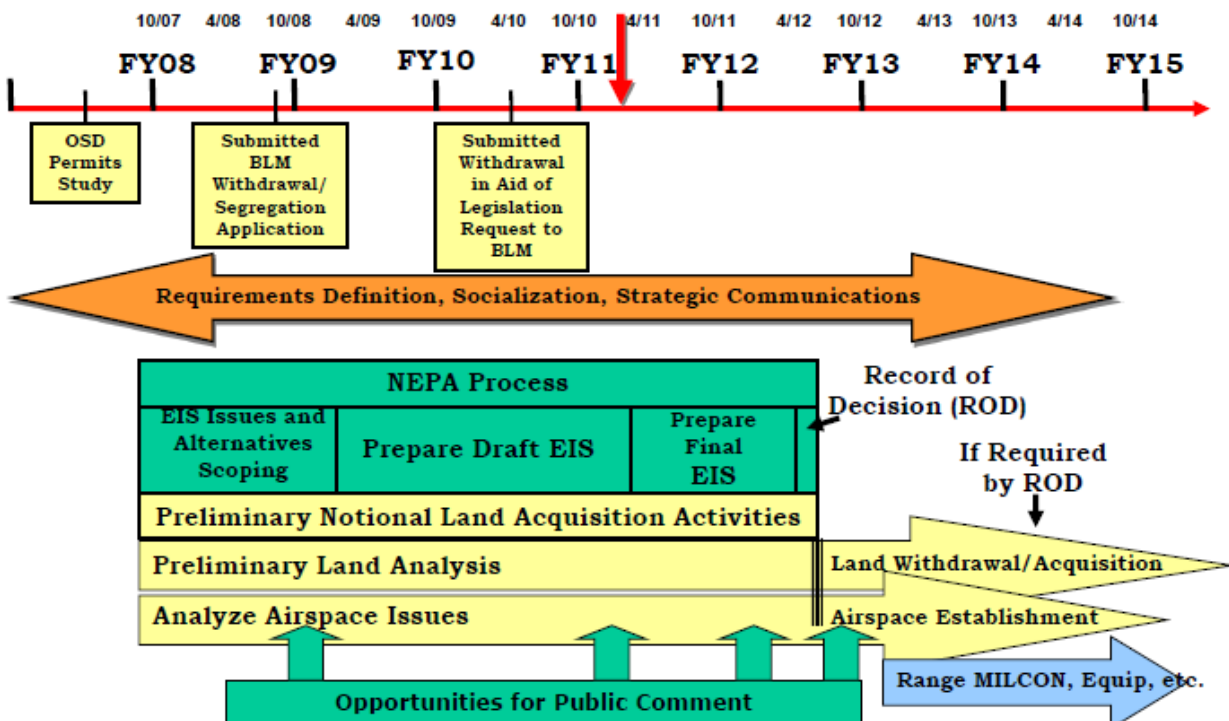 10/07 4/08 10/08 4/09 10/09 4/10 10/10 4/11 10/11 4/12 10/12 4/13 10/13 4/14 10/14
FY08 FY09 FY10 FY11 FY12 FY13 FY14 FY15
OSD
Permits
Study
Submitted
BLM
Withdrawal/
Segregation
Application
Submitted
Withdrawal
in Aid of
Legislation
Request to
BLM
Requirements Definition, Socialization, Strategic Communications
NEPA Process
EIS Issues and
Alternatives
Scoping
Prepare Draft EIS
Prepare
Final
EIS
Record of
Decision (ROD)
If Required
by ROD
Preliminary Notional Land Acquisition Activities
Preliminary Land Analysis
Land Withdrawal/Acquisition
Analyze Airspace Issues
Airspace Establishment
Range MILCON, Equip, etc.
Opportunities for Public Comment